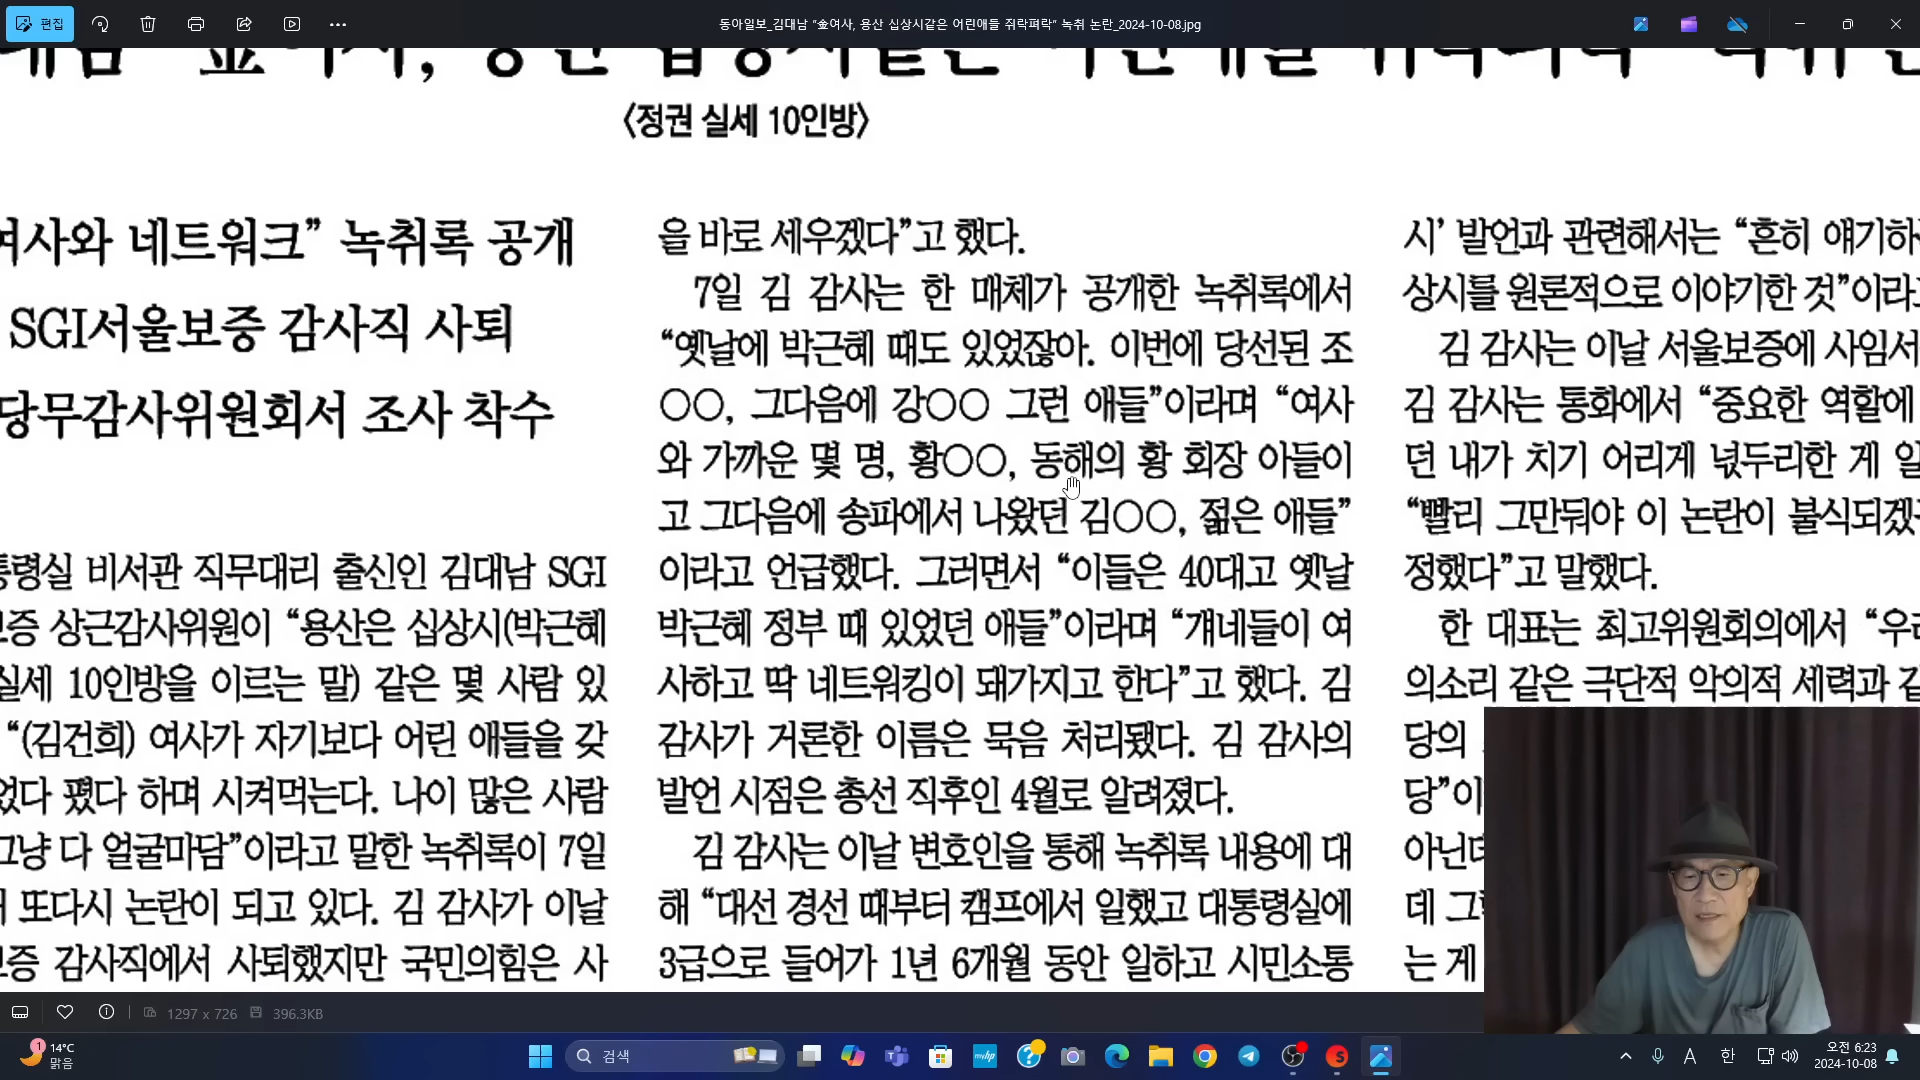 편집
동아일보_김대남 “金여사, 용산 십상시같은 어린애들 쥐락펴락” 녹취 논란_2024-10-08.jpg
대남 “金여사, 용산 십상시같은 어린애들 쥐락펴락” 녹취 논
〈정권 실세 10인방〉
여사와 네트워크” 녹취록 공개
SGI서울보증 감사직 사퇴
당무감사위원회서 조사 착수
통령실 비서관 직무대리 출신인 김대남 SGI
보증 상근감사위원이 “용산은 십상시(박근혜
실세 10인방을 이르는 말) 같은 몇 사람 있
“(김건희) 여사가 자기보다 어린 애들을 갖
었다 폈다 하며 시켜먹는다. 나이 많은 사람
그냥 다 얼굴마담”이라고 말한 녹취록이 7일
또다시 논란이 되고 있다. 김 감사가 이날
보증 감사직에서 사퇴했지만 국민의힘은 사
을 바로 세우겠다”고 했다.
7일 김 감사는 한 매체가 공개한 녹취록에서
“옛날에 박근혜 때도 있었잖아. 이번에 당선된 조
○○, 그다음에 강○○ 그런 애들”이라며 “여사
와 가까운 몇 명, 황○○, 동해의 황 회장 아들이
고 그다음에 송파에서 나왔던 김○○, 젊은 애들”
이라고 언급했다. 그러면서 “이들은 40대고 옛날
박근혜 정부 때 있었던 애들”이라며 “걔네들이 여
사하고 딱 네트워킹이 돼가지고 한다”고 했다. 김
감사가 거론한 이름은 묵음 처리됐다. 김 감사의
발언 시점은 총선 직후인 4월로 알려졌다.
김 감사는 이날 변호인을 통해 녹취록 내용에 대
해 “대선 경선 때부터 캠프에서 일했고 대통령실에
3급으로 들어가 1년 6개월 동안 일하고 시민소통
시’ 발언과 관련해서는 “흔히 얘기하
상시를 원론적으로 이야기한 것”이라
김 감사는 이날 서울보증에 사임서
김 감사는 통화에서 “중요한 역할에
던 내가 치기 어리게 넋두리한 게 일
“빨리 그만둬야 이 논란이 불식되겠
정했다”고 말했다.
한 대표는 최고위원회의에서 “우리
의소리 같은 극단적 악의적 세력과
당의
당”이
아닌데
데 그
는 게
1297 x 726
396.3KB
1
14°C
맑음
검색
myhp
A
한
오전 6:23
2024-10-08